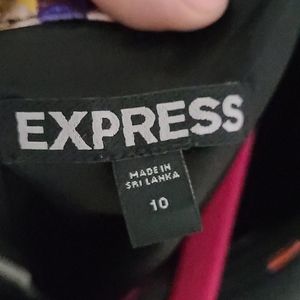 EXPRESS
MADE IN
SRI LANKA
10